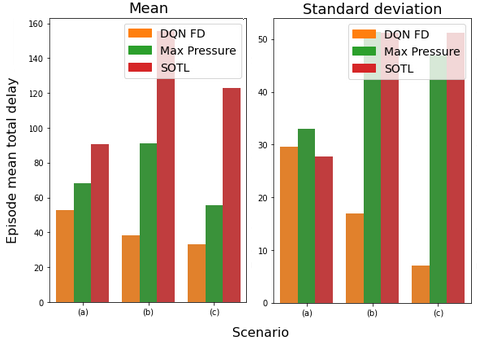 Mean
Standard deviation
DQN FD
Max Pressure
SOTL
DQN FD
Max Pressure
SOTL
Episode mean total delay
160
140
120
100
80
60
40
20
0
50
40
30
20
10
0
(a)
(b)
(c)
(a)
(b)
(c)
Scenario